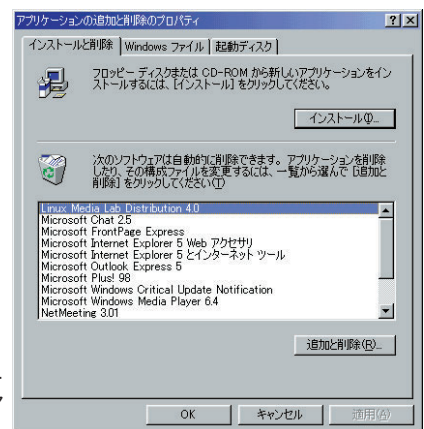 アプリケーションの追加と削除のプロパティ
? ×
インストールと削除 Windows ファイル 起動ディスク
フロッピー ディスクまたは CD-ROM から新しいアプリケーションをイン
ストールするには、[インストール] をクリックしてください。
インストール(I)...
次のソフトウェアは自動的に削除できます。アプリケーションを削除
したり、その構成ファイルを変更するには、一覧から選んで [追加と
削除] をクリックしてください(T)
Linux Media Lab Distribution 4.0
Microsoft Chat 2.5
Microsoft FrontPage Express
Microsoft Internet Explorer 5 Web アクセサリ
Microsoft Internet Explorer 5 とインターネット ツール
Microsoft Outlook Express 5
Microsoft Plus! 98
Microsoft Windows Critical Update Notification
Microsoft Windows Media Player 6.4
NetMeeting 3.01
追加と削除(R)...
OK キャンセル 適用(A)